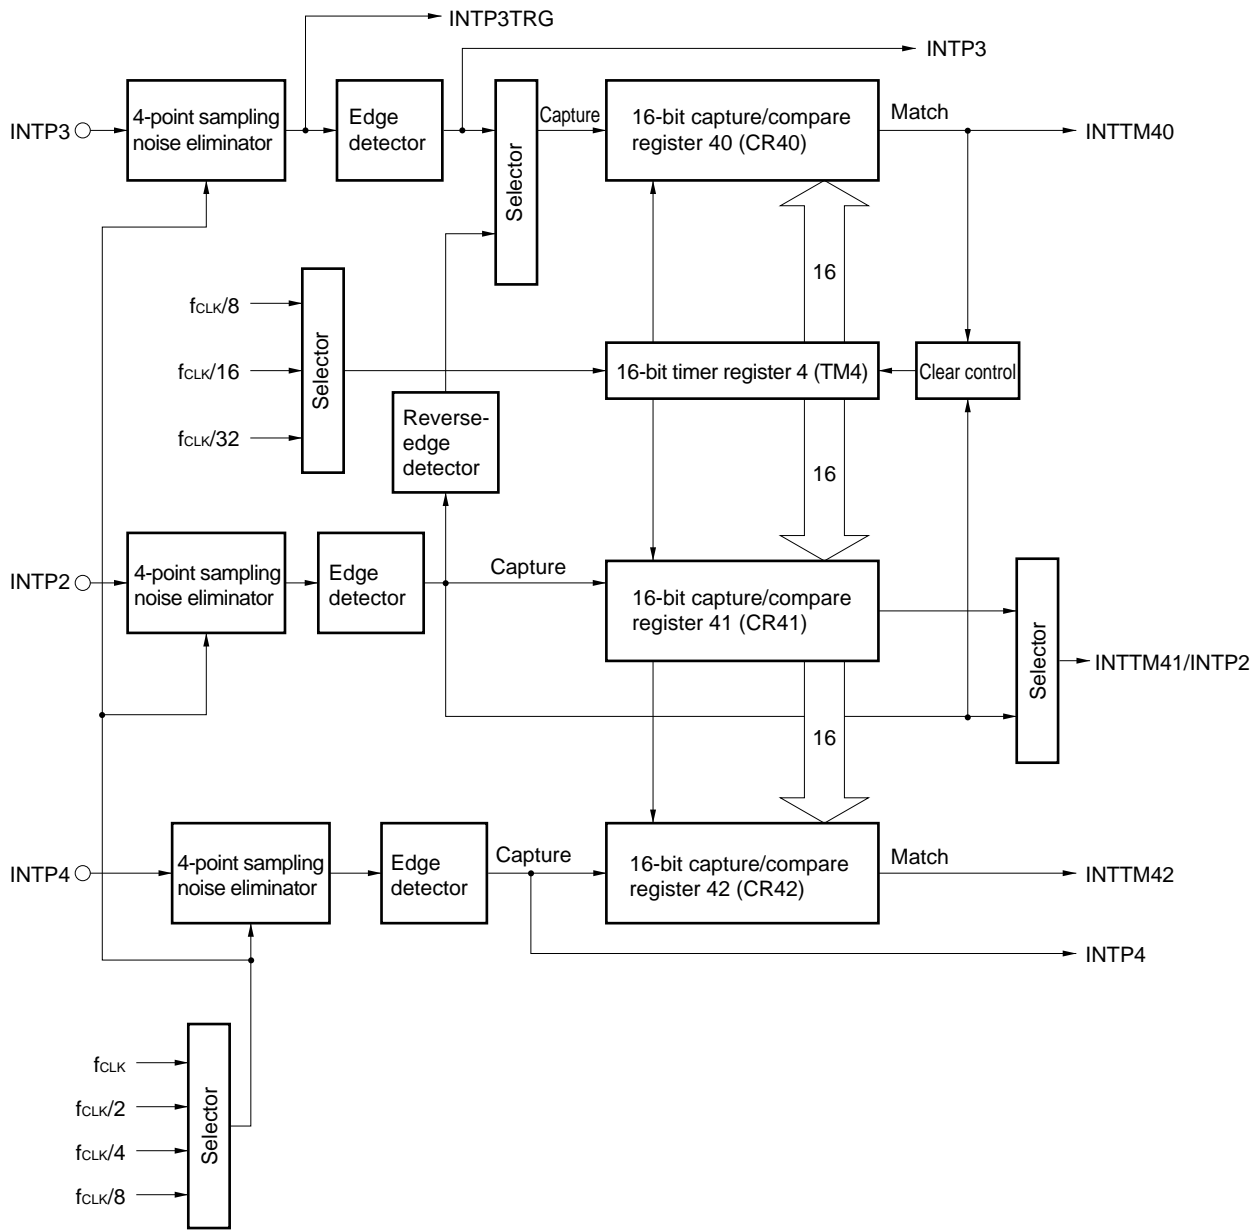 INTP3TRG
INTP3
INTP3
4-point sampling
noise eliminator
Edge
detector
Selector
Capture
16-bit capture/compare
register 40 (CR40)
Match
INTTM40
16
fCLK/8
fCLK/16
fCLK/32
Selector
16-bit timer register 4 (TM4)
Clear control
Reverse-
edge
detector
16
INTP2
4-point sampling
noise eliminator
Edge
detector
Capture
16-bit capture/compare
register 41 (CR41)
Selector
INTTM41/INTP2
16
INTP4
4-point sampling
noise eliminator
Edge
detector
Capture
16-bit capture/compare
register 42 (CR42)
Match
INTTM42
INTP4
fCLK
fCLK/2
fCLK/4
fCLK/8
Selector